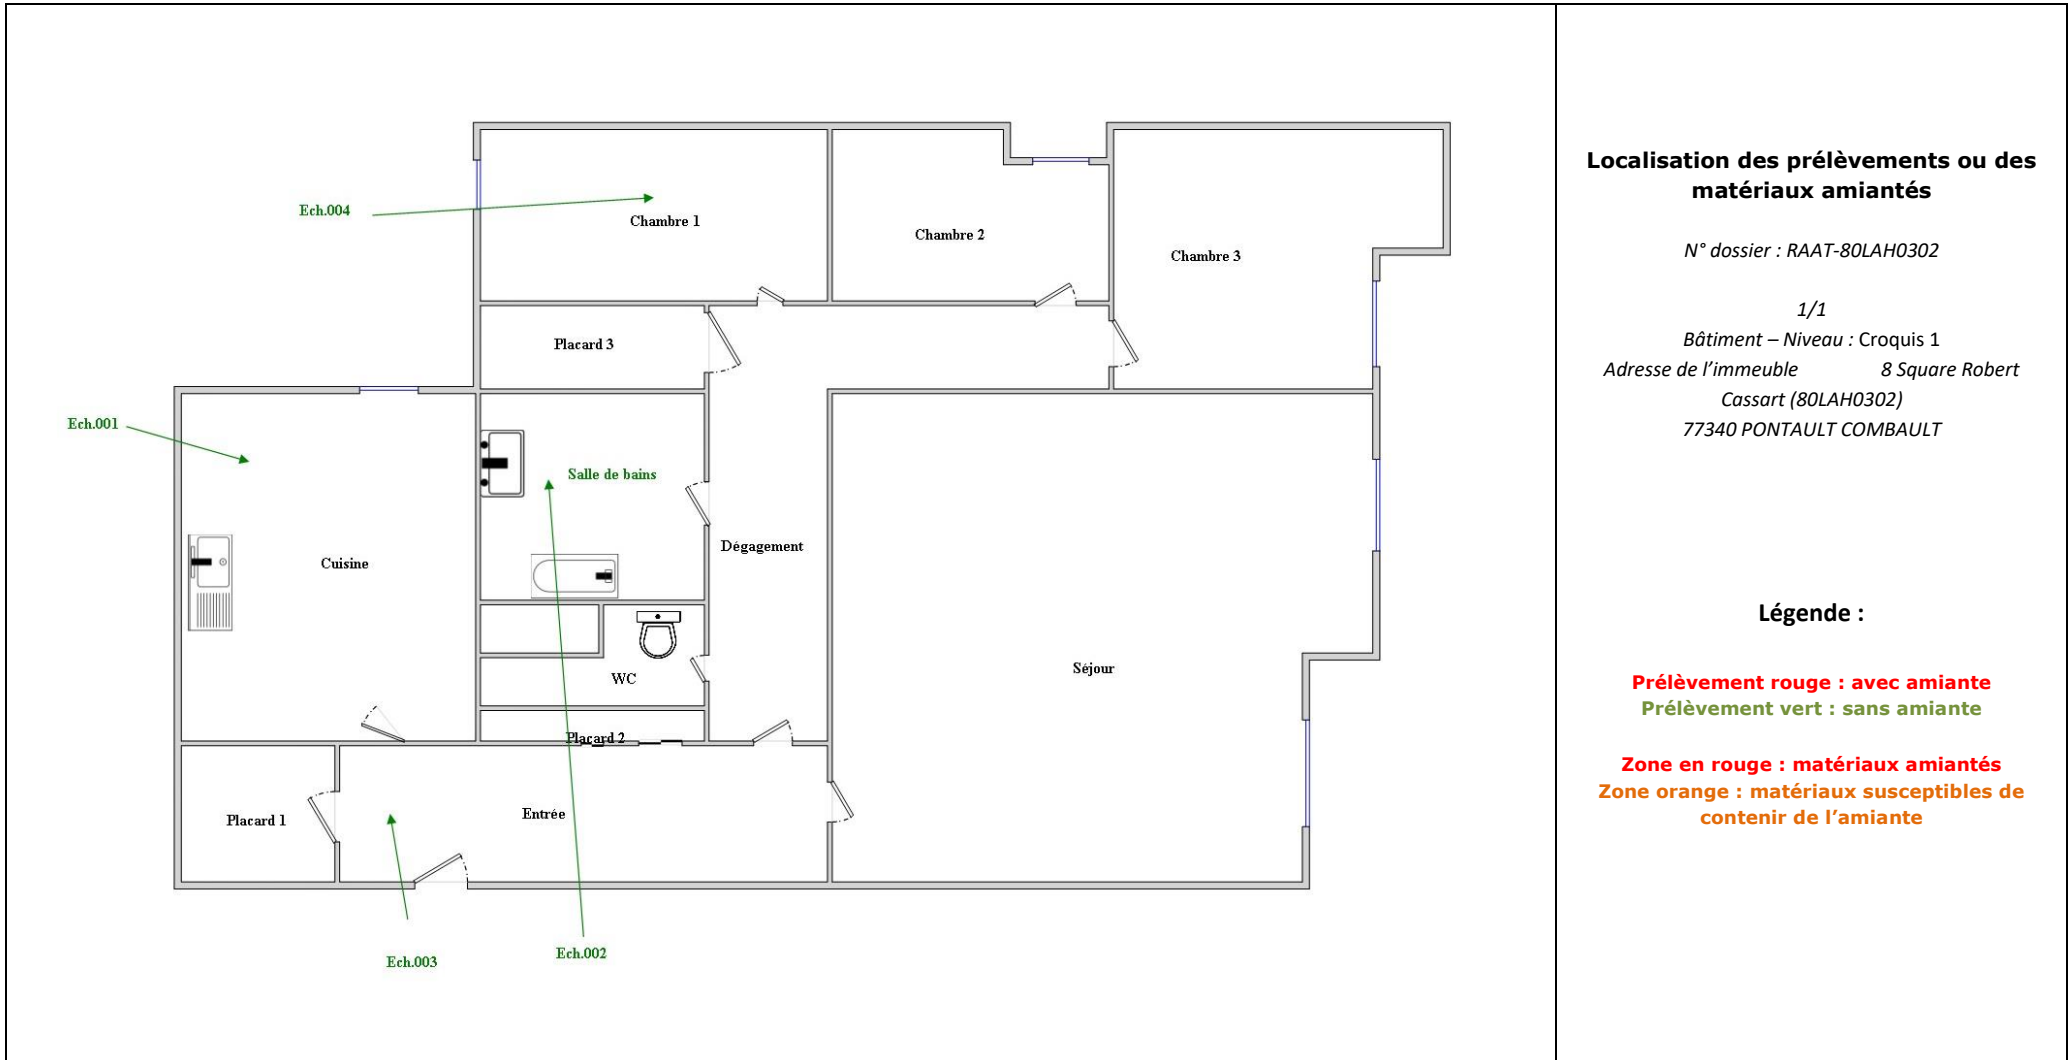 Ech.004
Chambre 1
Chambre 2
Chambre 3
Placard 3
Ech.001
Salle de bains
Cuisine
Dégagement
WC
Séjour
Placard 2
Placard 1
Entrée
Ech.003
Ech.002
Localisation des prélèvements ou des
matériaux amiantés
N° dossier : RAAT-80LAH0302
1/1
Bâtiment – Niveau : Croquis 1
Adresse de l'immeuble 8 Square Robert
Cassart (80LAH0302)
77340 PONTAULT COMBAULT
Légende :
Prélèvement rouge : avec amiante
Prélèvement vert : sans amiante
Zone en rouge : matériaux amiantés
Zone orange : matériaux susceptibles de
contenir de l'amiante